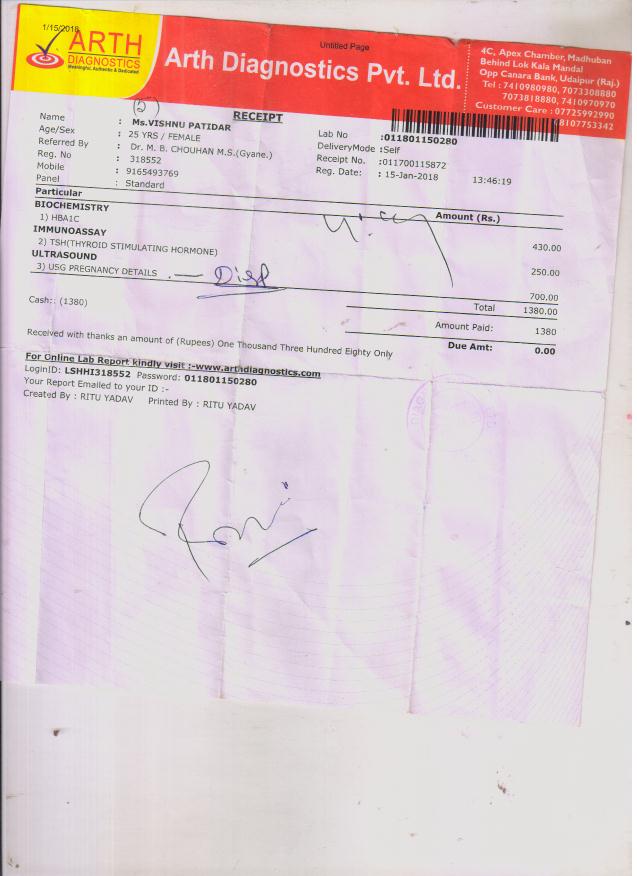 1/15/2018
Untitled Page
ARTH
DIAGNOSTICS
Meaningful, Authentic & Dedicated
Arth Diagnostics Pvt. Ltd.
4C, Apex Chamber, Madhuban
Behind Lok Kala Mandal
Opp Canara Bank, Udaipur (Raj.)
Tel : 7410980980, 7073308880
7073818880, 7410970970
Customer Care : 07725992990
8107753342
(5)
RECEIPT
Name : Ms.VISHNU PATIDAR
Age/Sex : 25 YRS / FEMALE
Referred By : Dr. M. B. CHOUHAN M.S.(Gyane.)
Reg. No : 318552
Mobile : 9165493769
Panel : Standard
Lab No :011801150280
DeliveryMode :Self
Receipt No. :011700115872
Reg. Date: : 15-Jan-2018 13:46:19
Particular Amount (Rs.)
BIOCHEMISTRY
1) HBA1C 430.00
IMMUNOASSAY
2) TSH(THYROID STIMULATING HORMONE) 250.00
ULTRASOUND
3) USG PREGNANCY DETAILS 700.00
Total 1380.00
Cash:: (1380)
Amount Paid: 1380
Received with thanks an amount of (Rupees) One Thousand Three Hundred Eighty Only
Due Amt: 0.00
For Online Lab Report kindly visit :-www.arthdiagnostics.com
LoginID: LSHHI318552 Password: 011801150280
Your Report Emailed to your ID :-
Created By : RITU YADAV Printed By : RITU YADAV